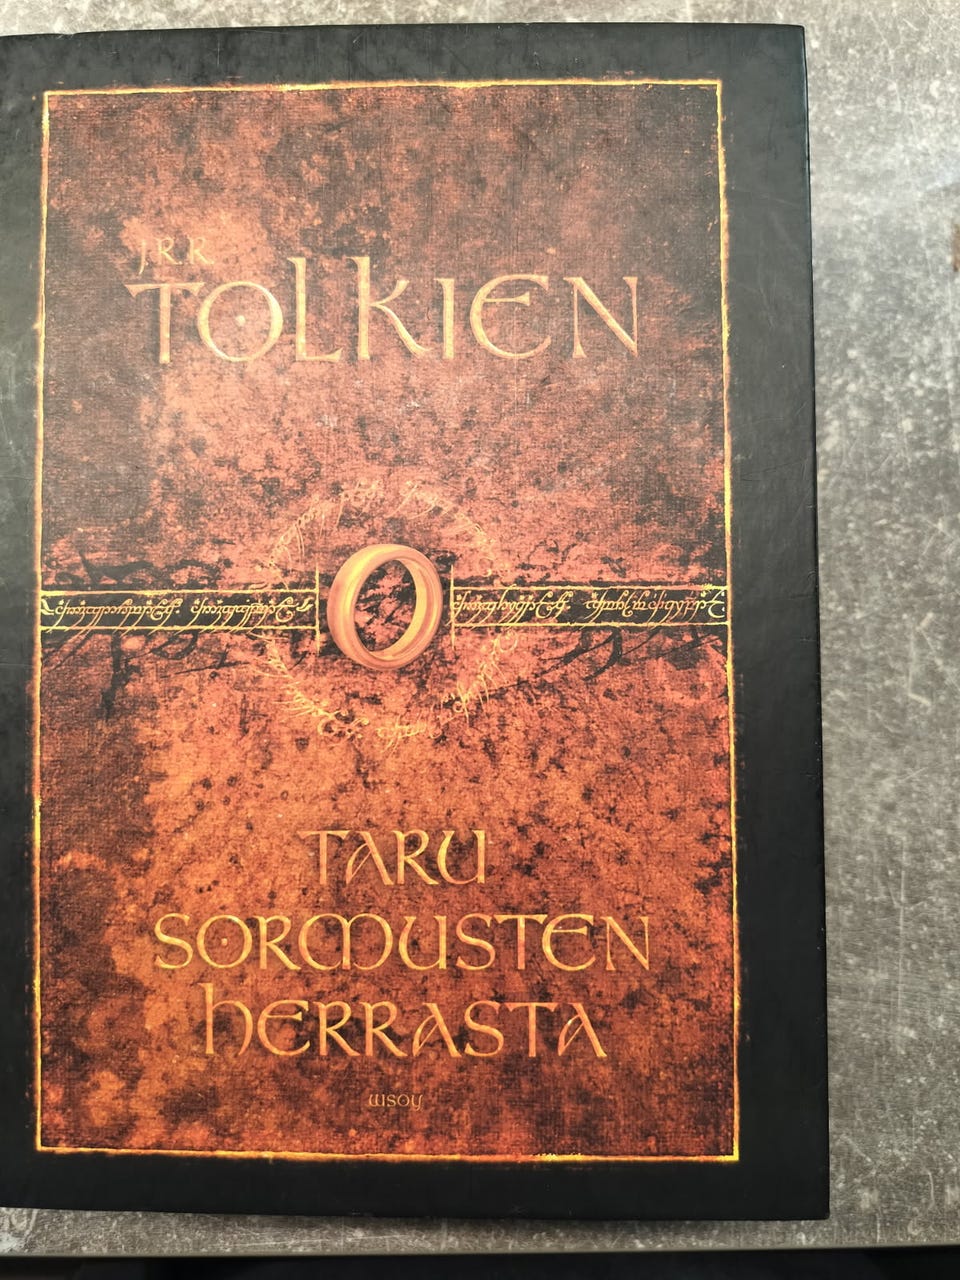 J.R.R
TOLKIEN
TARU
SORMUSTEN
HERRASTA
WSOY